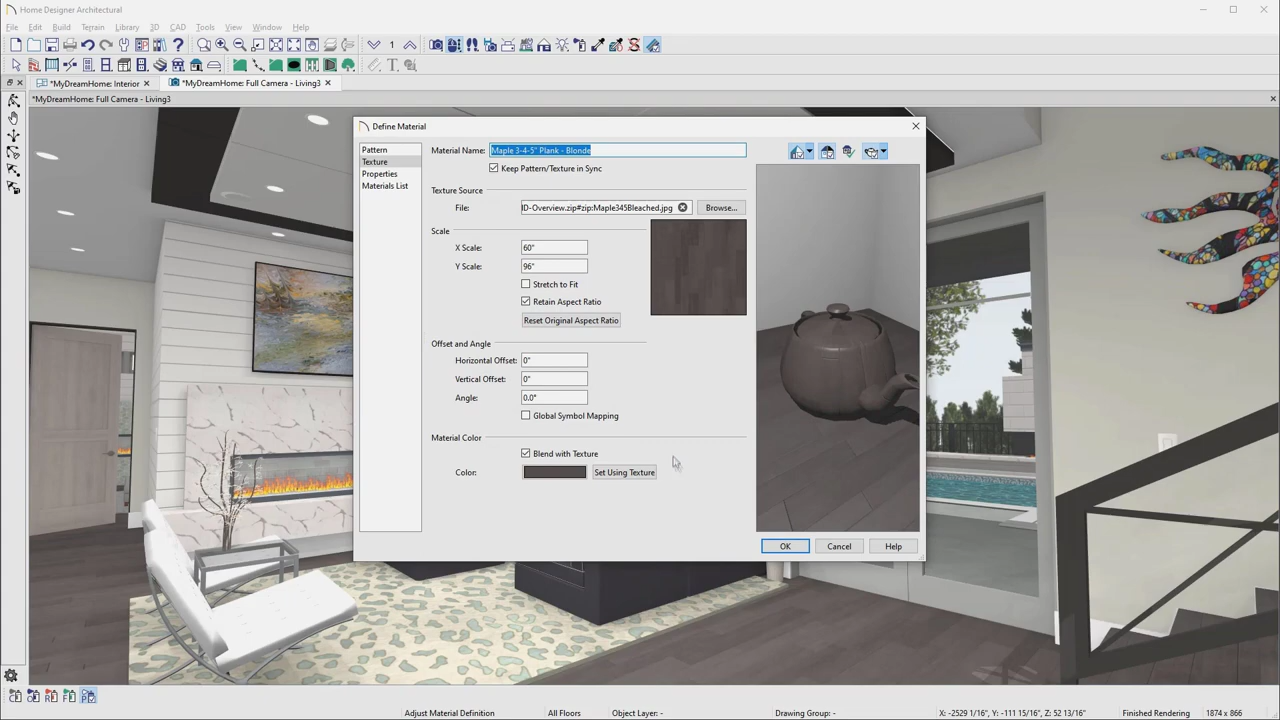 Home Designer Architectural
File Edit Build Terrain Library 3D CAD Tools View Window Help
1
*MyDreamHome: Interior
*MyDreamHome: Full Camera - Living3
*MyDreamHome: Full Camera - Living3
Define Material
Pattern
Texture
Properties
Materials List
Material Name: Maple 3-4-5" Plank - Blonde
Keep Pattern/Texture in Sync
Texture Source
File: ID-Overview.zip#zip:Maple345Bleached.jpg Browse...
Scale
X Scale: 60"
Y Scale: 96"
Stretch to Fit
Retain Aspect Ratio
Reset Original Aspect Ratio
Offset and Angle
Horizontal Offset: 0"
Vertical Offset: 0"
Angle: 0.0°
Global Symbol Mapping
Material Color
Blend with Texture
Color: Set Using Texture
OK Cancel Help
Adjust Material Definition All Floors Object Layer: - Drawing Group: - X: -2529 1/16", Y: -111 15/16", Z: 52 13/16" Finished Rendering 1874 x 866